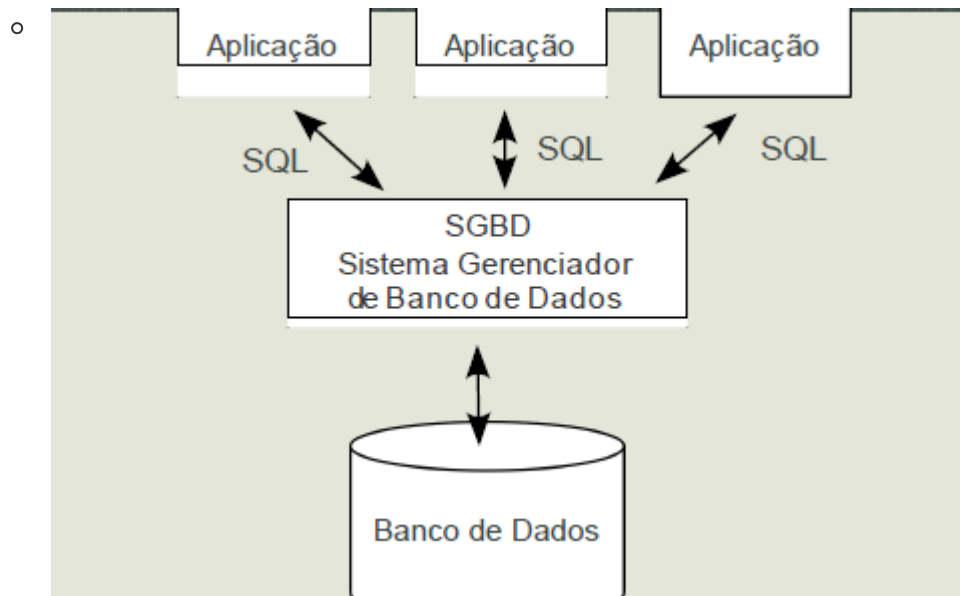 Aplicação
Aplicação
Aplicação
SQL
SQL
SQL
SGBD
Sistema Gerenciador
de Banco de Dados
Banco de Dados